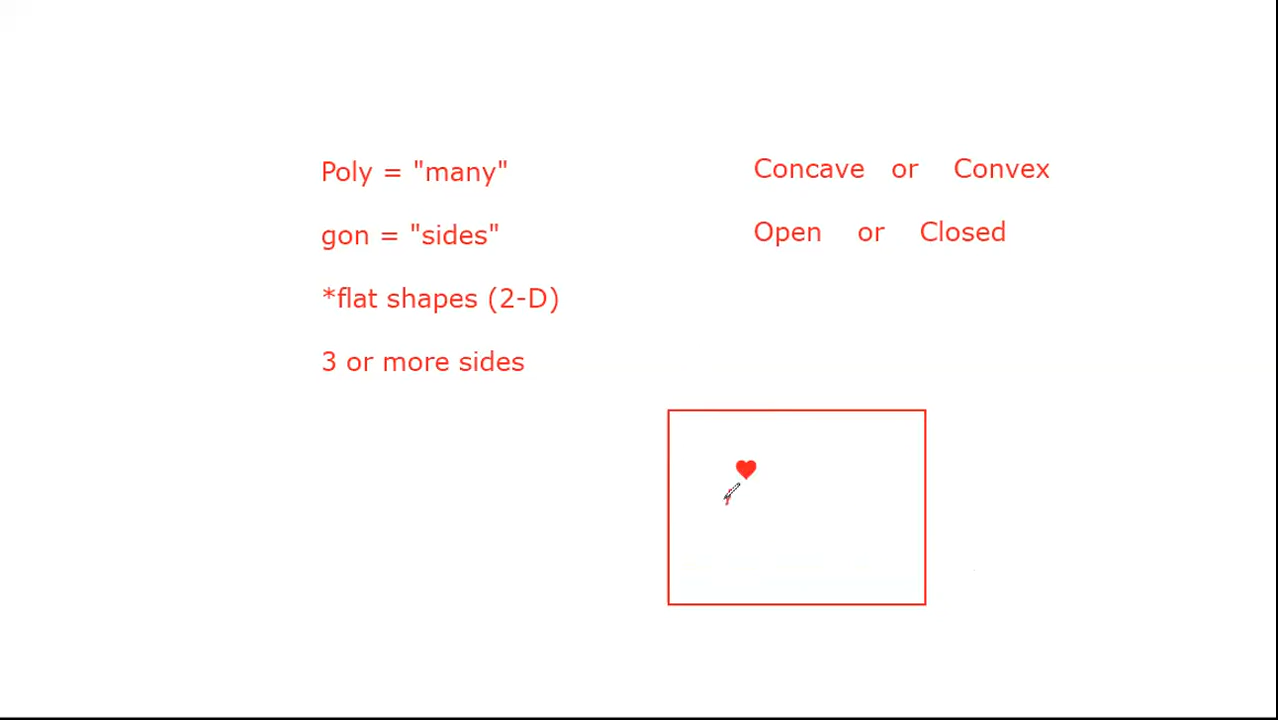 Poly = "many"
gon = "sides"
*flat shapes (2-D)
3 or more sides
Concave or Convex
Open or Closed